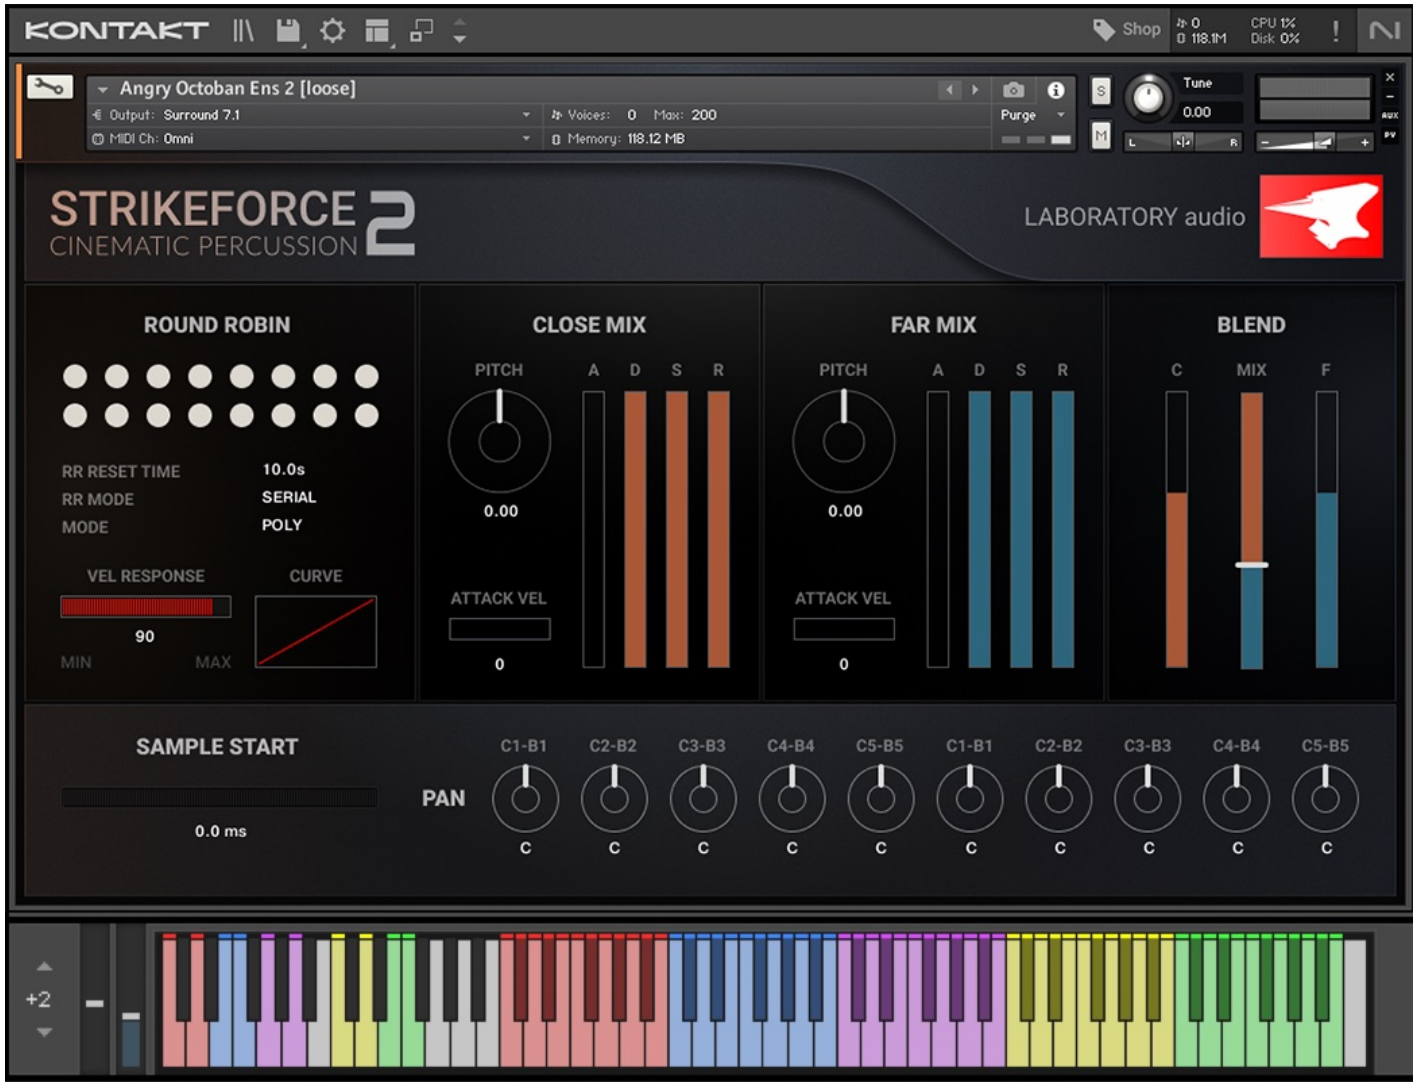 KONTAKT
Shop
0
118.1M
CPU 1%
Disk 0%
!
Angry Octoban Ens 2 [loose]
Output: Surround 7.1
Voices: 0 Max: 200
Purge
MIDI Ch: Omni
Memory: 118.12 MB
S
M
Tune
0.00
L R
- +
AUX
PV
STRIKEFORCE 2
CINEMATIC PERCUSSION
LABORATORY audio
ROUND ROBIN
RR RESET TIME 10.0s
RR MODE SERIAL
MODE POLY
VEL RESPONSE
CURVE
90
MIN MAX
CLOSE MIX
PITCH
A D S R
0.00
ATTACK VEL
0
FAR MIX
PITCH
A D S R
0.00
ATTACK VEL
0
BLEND
C MIX F
SAMPLE START
0.0 ms
PAN
C1-B1 C2-B2 C3-B3 C4-B4 C5-B5 C1-B1 C2-B2 C3-B3 C4-B4 C5-B5
C C C C C C C C C C
+2